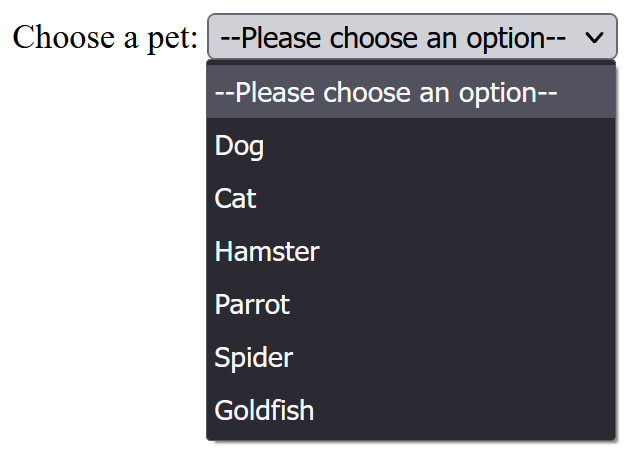 Choose a pet: --Please choose an option--
--Please choose an option--
Dog
Cat
Hamster
Parrot
Spider
Goldfish